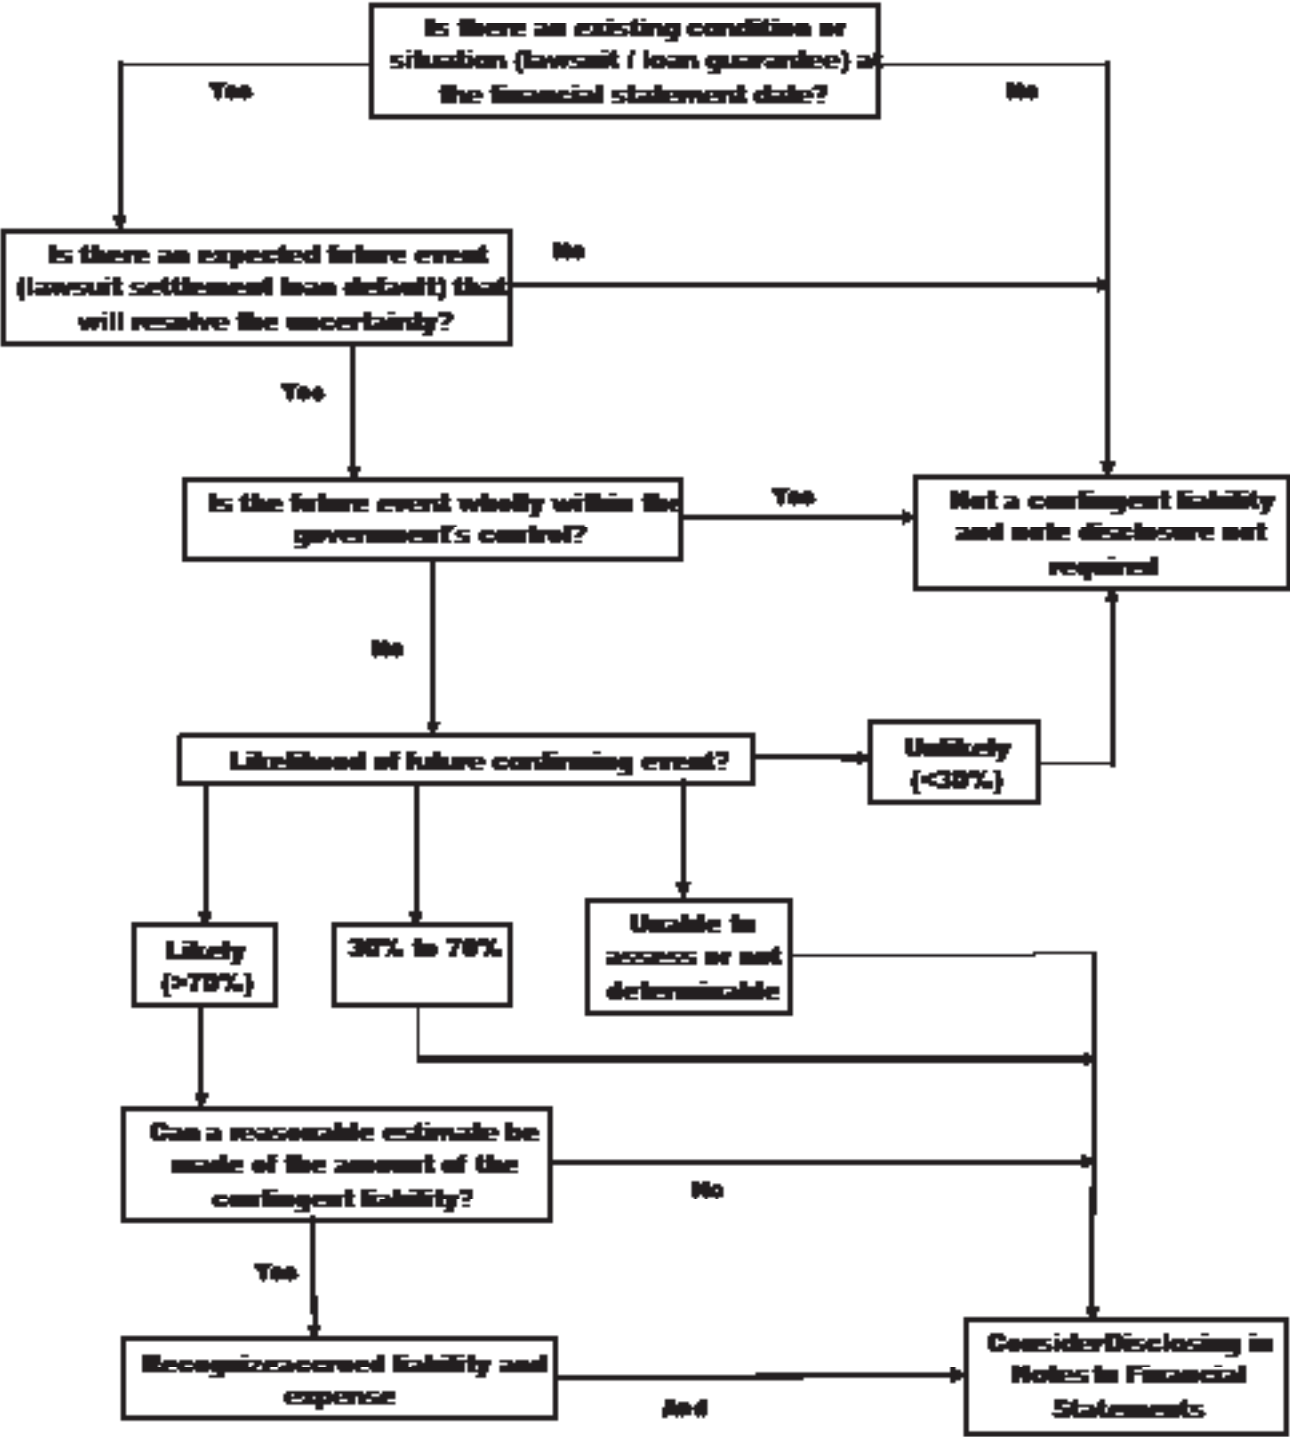 Is there an existing condition or
situation (lawsuit / loan guarantee) at
the financial statement date?
Yes
No
Is there an expected future event
(lawsuit settlement loan default) that
will resolve the uncertainty?
No
Yes
Is the future event wholly within the
government's control?
Yes
Not a contingent liability
and note disclosure not
required
No
Likelihood of future confirming event?
Unlikely
(<30%)
Likely
(>70%)
30% to 70%
Unable to
assess or not
determinable
Can a reasonable estimate be
made of the amount of the
contingent liability?
No
Yes
Recognizeaccrued liability and
expense
And
ConsiderDisclosing in
Notes to Financial
Statements